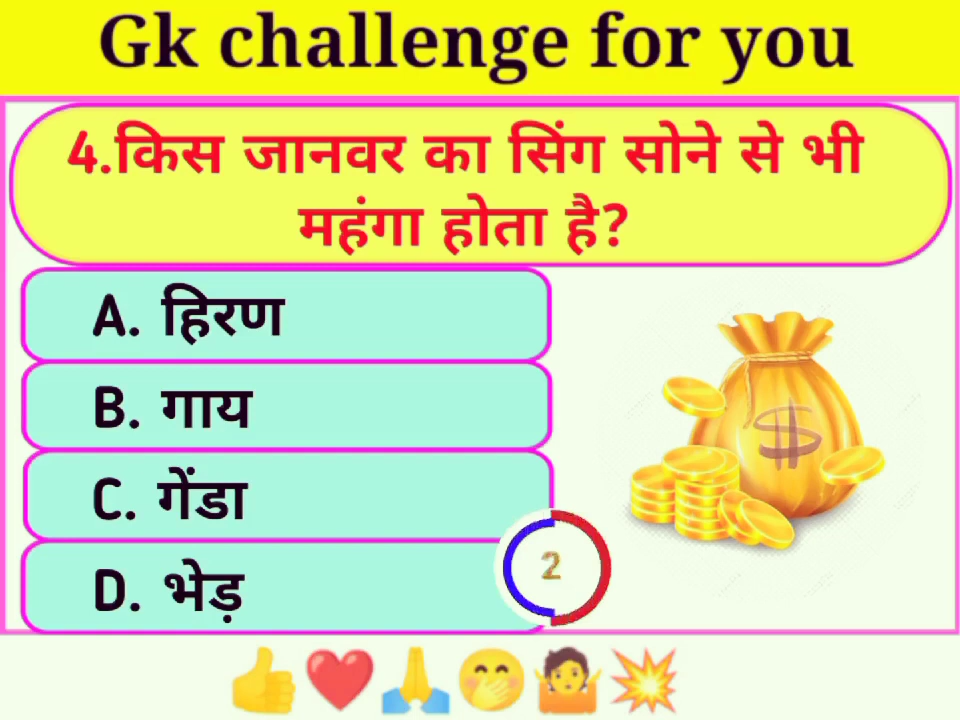 Gk challenge for you
4.किस जानवर का सिंग सोने से भी
महंगा होता है?
A. हिरण
B. गाय
C. गेंडा
D. भेड़
$
2